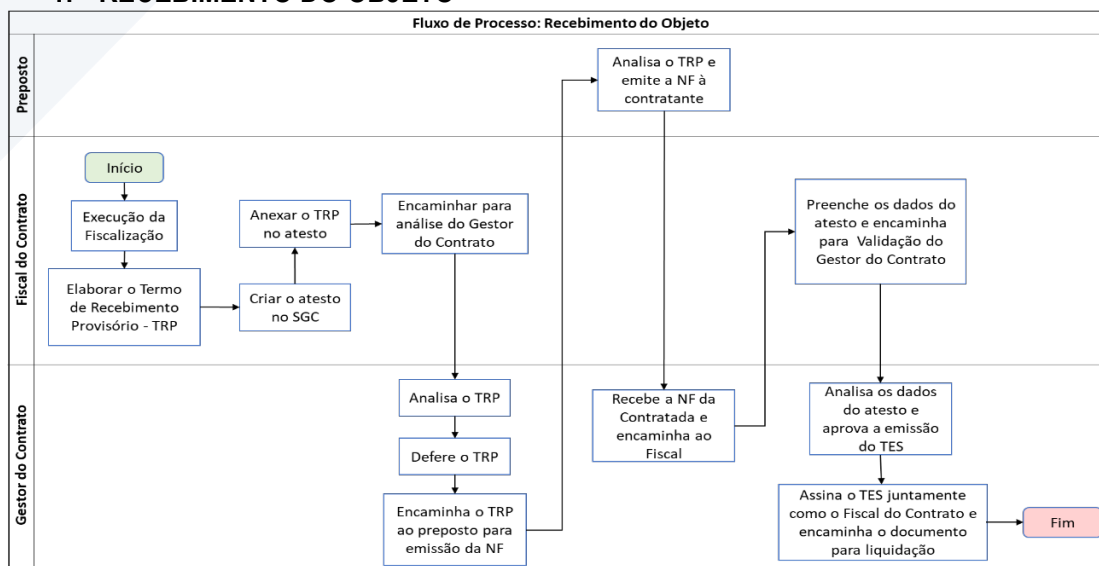 Fluxo de Processo: Recebimento do Objeto
Preposto
Analisa o TRP e
emite a NF à
contratante
Fiscal do Contrato
Início
Execução da
Fiscalização
Elaborar o Termo
de Recebimento
Provisório - TRP
Criar o atesto
no SGC
Anexar o TRP
no atesto
Encaminhar para
análise do Gestor
do Contrato
Preenche os dados do
atesto e encaminha
para Validação do
Gestor do Contrato
Gestor do Contrato
Analisa o TRP
Defere o TRP
Encaminha o TRP
ao preposto para
emissão da NF
Recebe a NF da
Contratada e
encaminha ao
Fiscal
Analisa os dados
do atesto e
aprova a emissão
do TES
Assina o TES juntamente
como o Fiscal do Contrato e
encaminha o documento
para liquidação
Fim